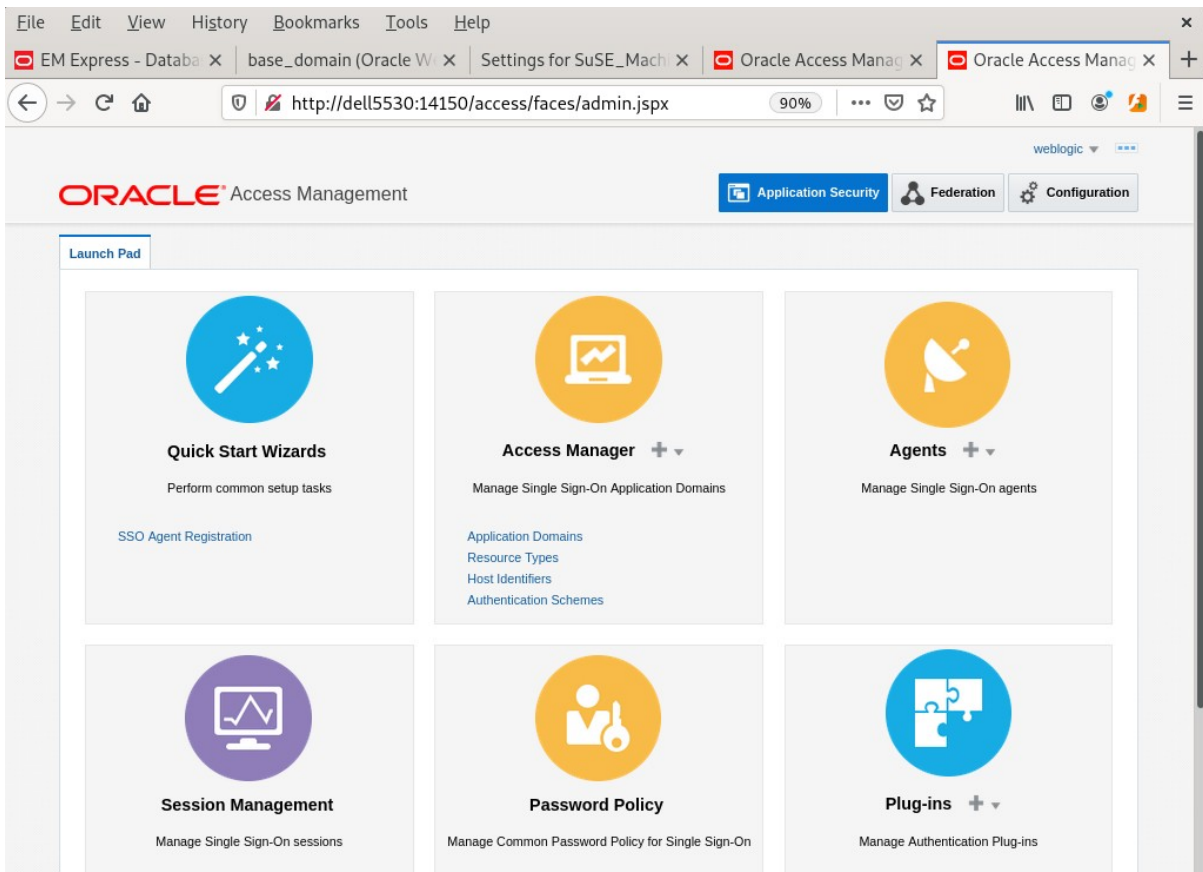 File Edit View History Bookmarks Tools Help
EM Express - Databa base_domain (Oracle W Settings for SuSE_Mach Oracle Access Manag Oracle Access Manag
http://dell5530:14150/access/faces/admin.jspx 90%
weblogic
ORACLE Access Management Application Security Federation Configuration
Launch Pad
Quick Start Wizards
Perform common setup tasks
SSO Agent Registration
Access Manager
Manage Single Sign-On Application Domains
Application Domains
Resource Types
Host Identifiers
Authentication Schemes
Agents
Manage Single Sign-On agents
Session Management
Manage Single Sign-On sessions
Password Policy
Manage Common Password Policy for Single Sign-On
Plug-ins
Manage Authentication Plug-ins